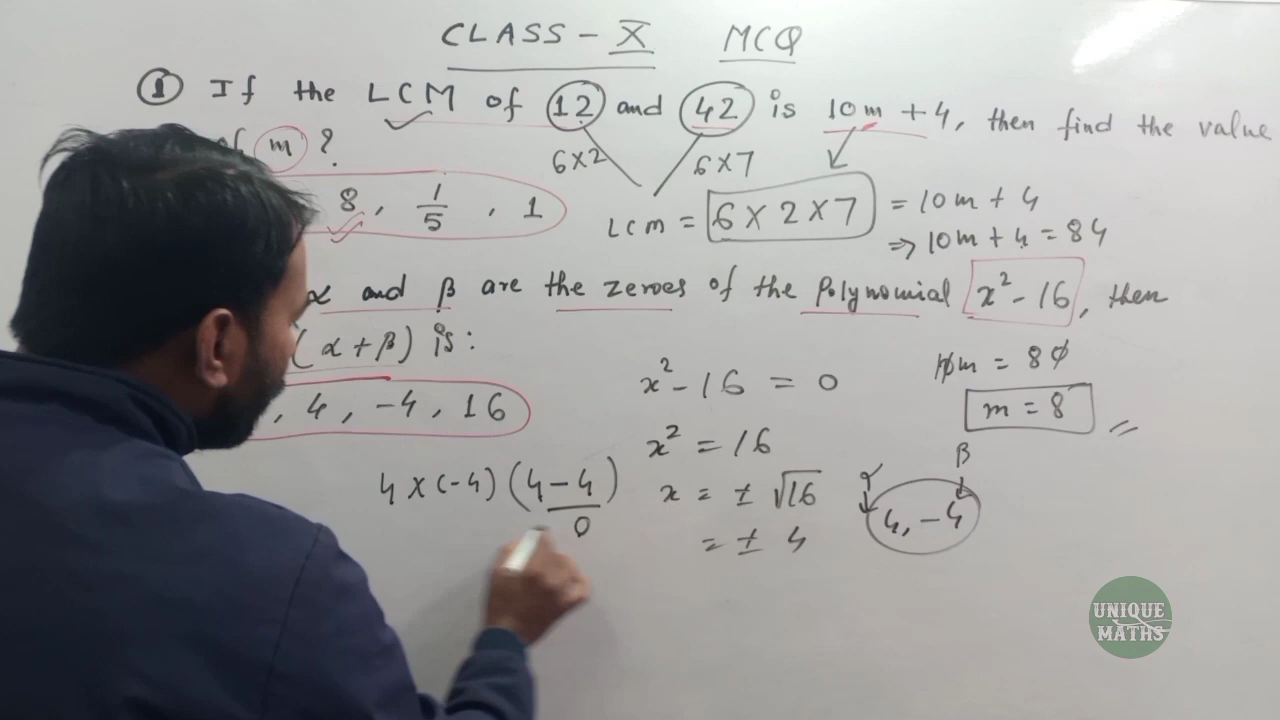 CLASS - X MCQ
① If the LCM of 12 and 42 is 10m + 4, then find the value
of m ?
6×2 6×7
8, 1/5, 1
LCM = 6 × 2 × 7 = 10m + 4
⇒ 10m + 4 = 84
α and β are the zeroes of the Polynomial x² - 16, then
(α + β) is:
, 4, -4, 16
x² - 16 = 0
10m = 80
x² = 16
m = 8
4 × (-4) (4 - 4)
0
x = ± √16
= ± 4
α β
4, -4
UNIQUE
MATHS